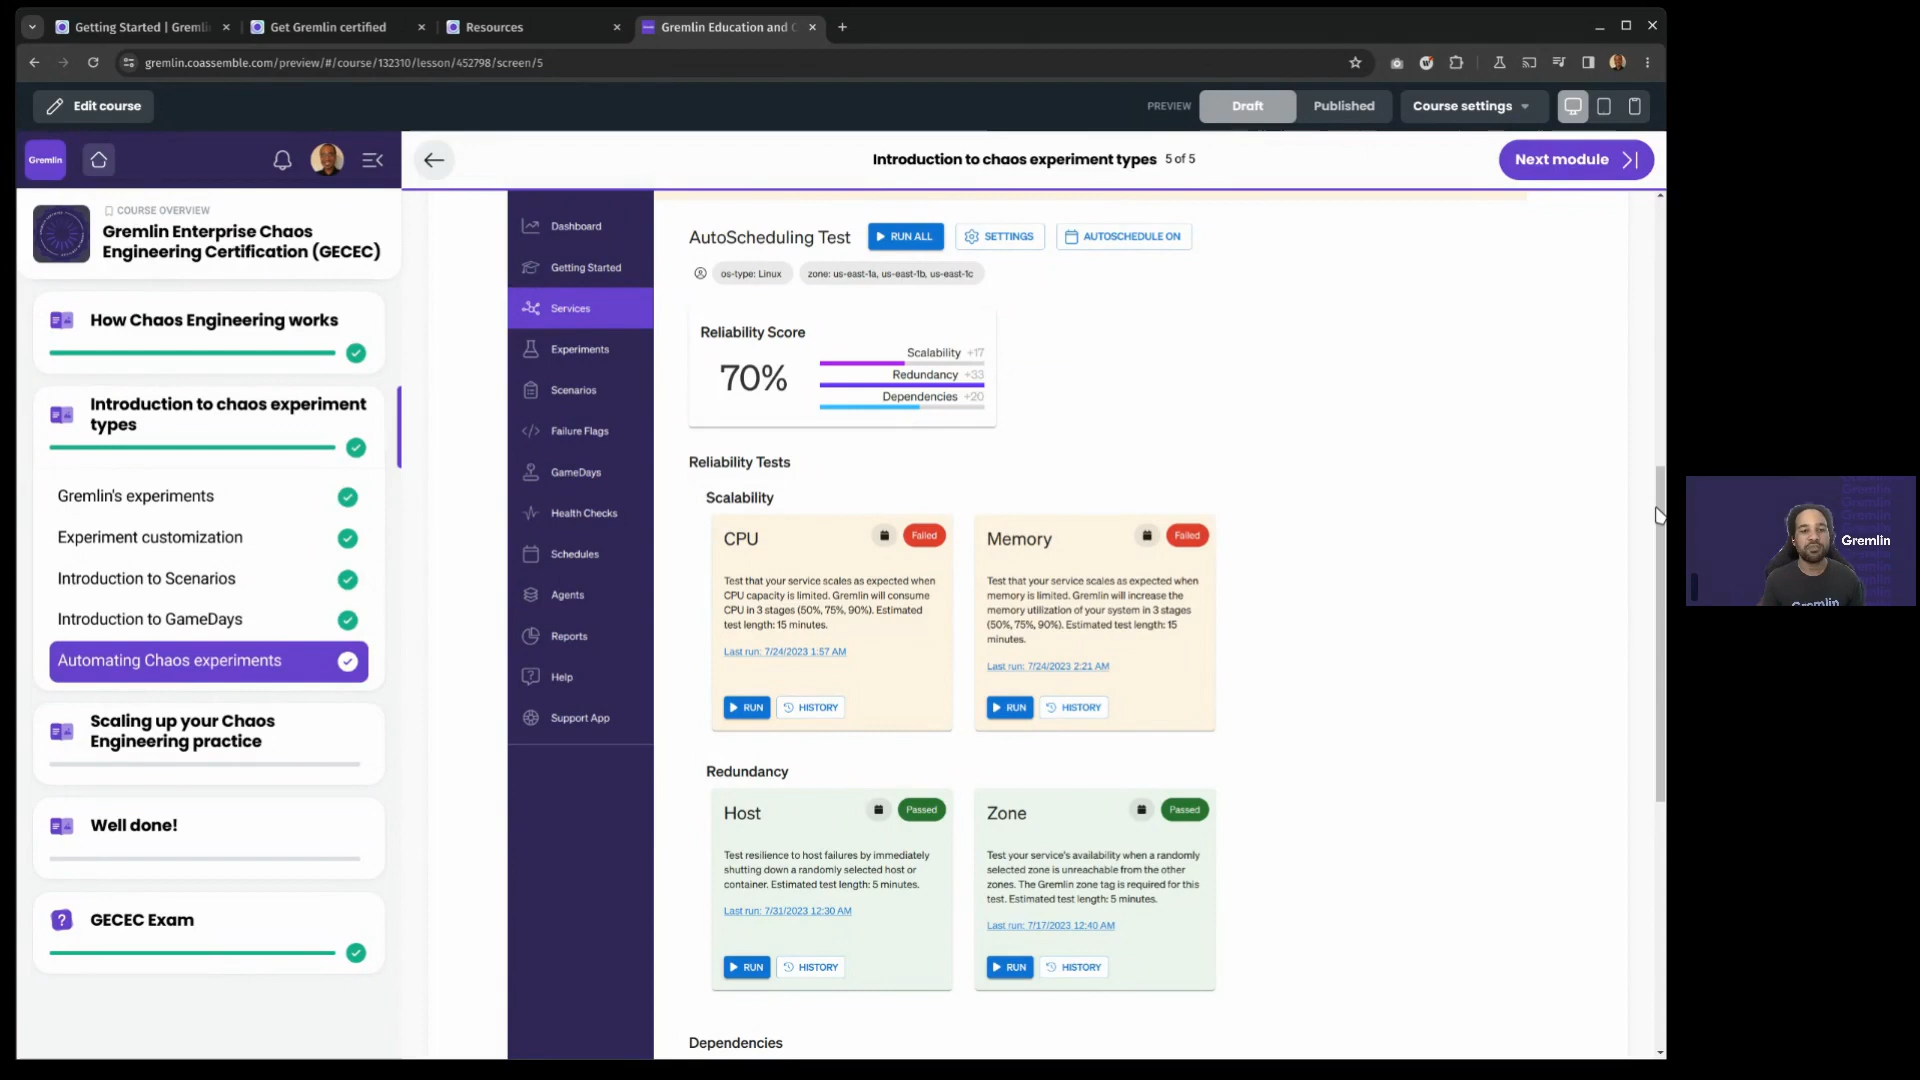 Getting Started | Gremli
Get Gremlin certified
Resources
Gremlin Education and C
gremlin.coassemble.com/preview/#/course/132310/lesson/452798/screen/5
Edit course
PREVIEW
Draft
Published
Course settings
Gremlin
Introduction to chaos experiment types 5 of 5
Next module
COURSE OVERVIEW
Gremlin Enterprise Chaos
Engineering Certification (GECEC)
How Chaos Engineering works
Introduction to chaos experiment
types
Gremlin's experiments
Experiment customization
Introduction to Scenarios
Introduction to GameDays
Automating Chaos experiments
Scaling up your Chaos
Engineering practice
Well done!
GECEC Exam
Dashboard
Getting Started
Services
Experiments
Scenarios
Failure Flags
GameDays
Health Checks
Schedules
Agents
Reports
Help
Support App
AutoScheduling Test
RUN ALL
SETTINGS
AUTOSCHEDULE ON
os-type: Linux
zone: us-east-1a, us-east-1b, us-east-1c
Reliability Score
70%
Scalability +17
Redundancy +33
Dependencies +20
Reliability Tests
Scalability
CPU
Failed
Test that your service scales as expected when
CPU capacity is limited. Gremlin will consume
CPU in 3 stages (50%, 75%, 90%). Estimated
test length: 15 minutes.
Last run: 7/24/2023 1:57 AM
RUN
HISTORY
Memory
Failed
Test that your service scales as expected when
memory is limited. Gremlin will increase the
memory utilization of your system in 3 stages
(50%, 75%, 90%). Estimated test length: 15
minutes.
Last run: 7/24/2023 2:21 AM
RUN
HISTORY
Redundancy
Host
Passed
Test resilience to host failures by immediately
shutting down a randomly selected host or
container. Estimated test length: 5 minutes.
Last run: 7/31/2023 12:30 AM
RUN
HISTORY
Zone
Passed
Test your service's availability when a randomly
selected zone is unreachable from the other
zones. The Gremlin zone tag is required for this
test. Estimated test length: 5 minutes.
Last run: 7/17/2023 12:40 AM
RUN
HISTORY
Dependencies
Gremlin
Gremlin